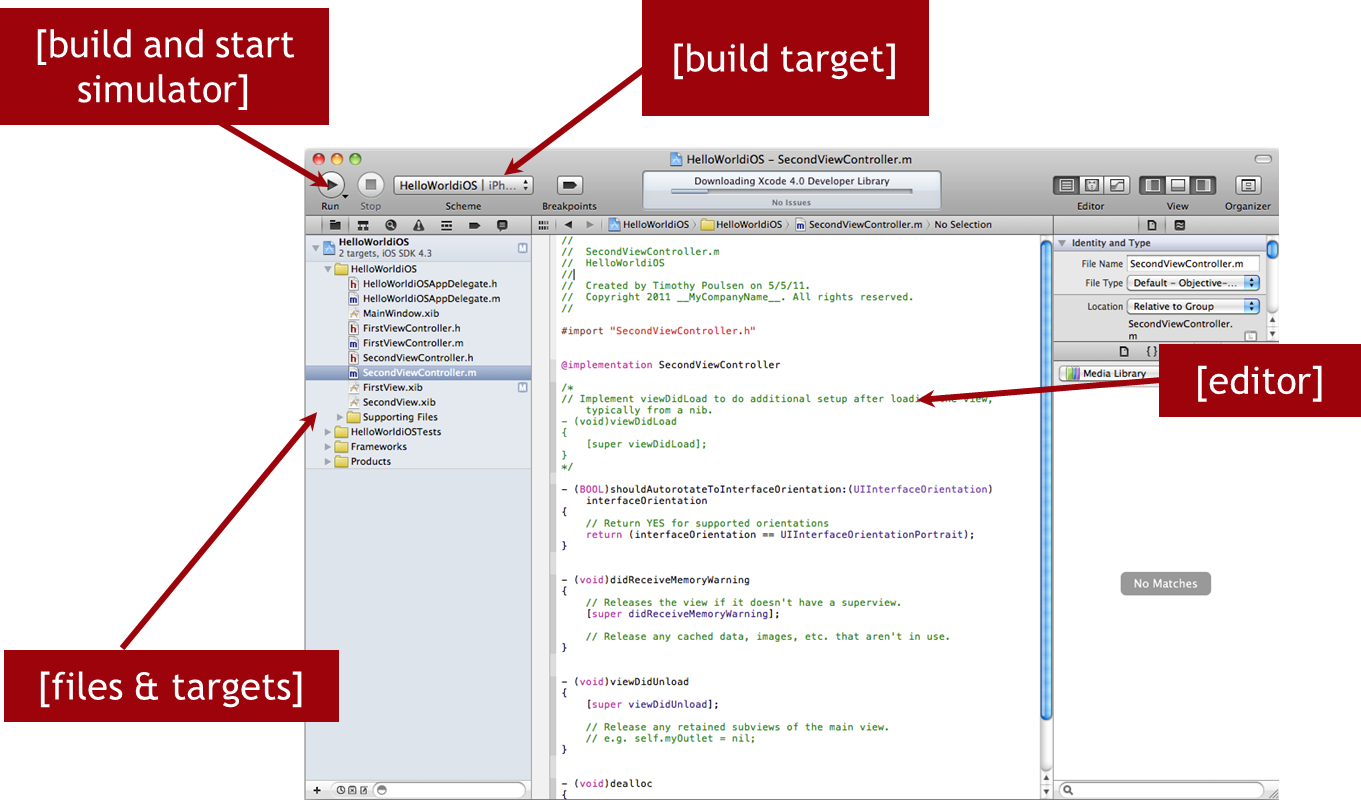 [build and start
simulator]
[build target]
HelloWorldiOS – SecondViewController.m
HelloWorldiOS | iPh...
Downloading Xcode 4.0 Developer Library
No Issues
Run
Stop
Scheme
Breakpoints
Editor
View
Organizer
HelloWorldiOS
HelloWorldiOS
SecondViewController.m
No Selection
HelloWorldiOS
2 targets, iOS SDK 4.3
M
HelloWorldiOS
h HelloWorldiOSAppDelegate.h
m HelloWorldiOSAppDelegate.m
MainWindow.xib
h FirstViewController.h
m FirstViewController.m
h SecondViewController.h
m SecondViewController.m
FirstView.xib
M
SecondView.xib
Supporting Files
HelloWorldiOSTests
Frameworks
Products
//
//  SecondViewController.m
//  HelloWorldiOS
//
//  Created by Timothy Poulsen on 5/5/11.
//  Copyright 2011 __MyCompanyName__. All rights reserved.
//
#import "SecondViewController.h"
@implementation SecondViewController
/*
// Implement viewDidLoad to do additional setup after loading the view,
typically from a nib.
- (void)viewDidLoad
{
[super viewDidLoad];
}
*/
- (BOOL)shouldAutorotateToInterfaceOrientation:(UIInterfaceOrientation)
interfaceOrientation
{
// Return YES for supported orientations
return (interfaceOrientation == UIInterfaceOrientationPortrait);
}
- (void)didReceiveMemoryWarning
{
// Releases the view if it doesn't have a superview.
[super didReceiveMemoryWarning];
// Release any cached data, images, etc. that aren't in use.
}
- (void)viewDidUnload
{
[super viewDidUnload];
// Release any retained subviews of the main view.
// e.g. self.myOutlet = nil;
}
- (void)dealloc
{
Identity and Type
File Name SecondViewController.m
File Type Default – Objective-...
Location Relative to Group
SecondViewController.
m
{}
Media Library
No Matches
[editor]
[files & targets]